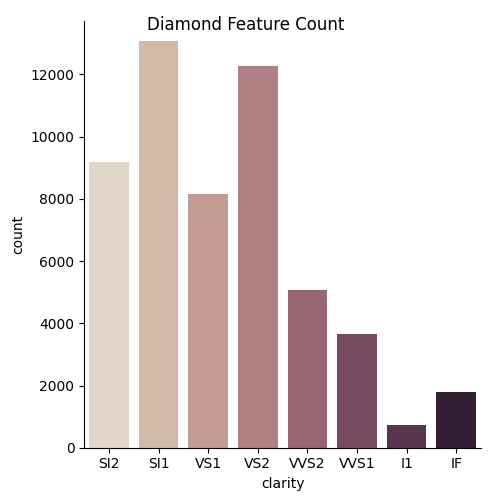 Diamond Feature Count
12000
10000
8000
6000
4000
2000
0
count
SI2 SI1 VS1 VS2 VVS2 VVS1 I1 IF
clarity